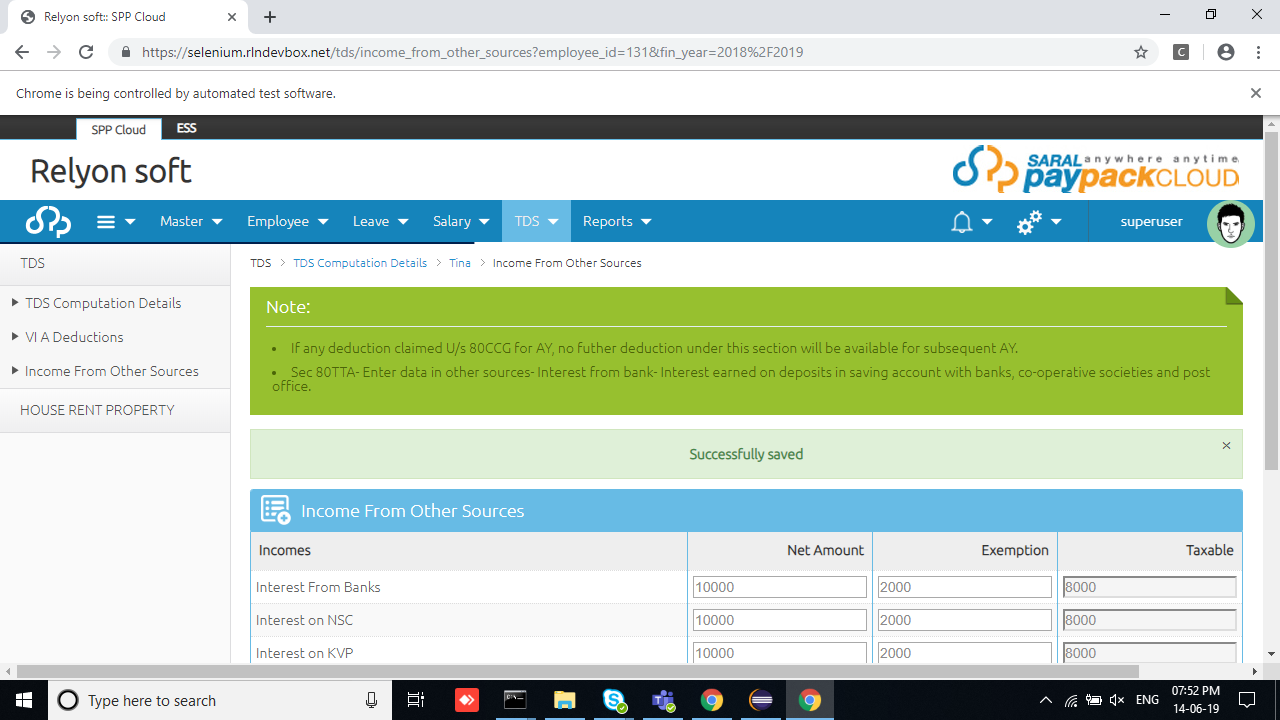 Relyon soft:: SPP Cloud
https://selenium.rlndevbox.net/tds/income_from_other_sources?employee_id=131&fin_year=2018%2F2019
C
Chrome is being controlled by automated test software.
SPP Cloud ESS
Relyon soft
SARAL anywhere anytime
paypackCLOUD
Master Employee Leave Salary TDS Reports superuser
TDS
TDS > TDS Computation Details > Tina > Income From Other Sources
TDS Computation Details
VI A Deductions
Income From Other Sources
HOUSE RENT PROPERTY
Note:
• If any deduction claimed U/s 80CCG for AY, no futher deduction under this section will be available for subsequent AY.
• Sec 80TTA- Enter data in other sources- Interest from bank- Interest earned on deposits in saving account with banks, co-operative societies and post
office.
Successfully saved ×
Income From Other Sources
Incomes Net Amount Exemption Taxable
Interest From Banks 10000 2000 8000
Interest on NSC 10000 2000 8000
Interest on KVP 10000 2000 8000
Type here to search
ENG
07:52 PM
14-06-19